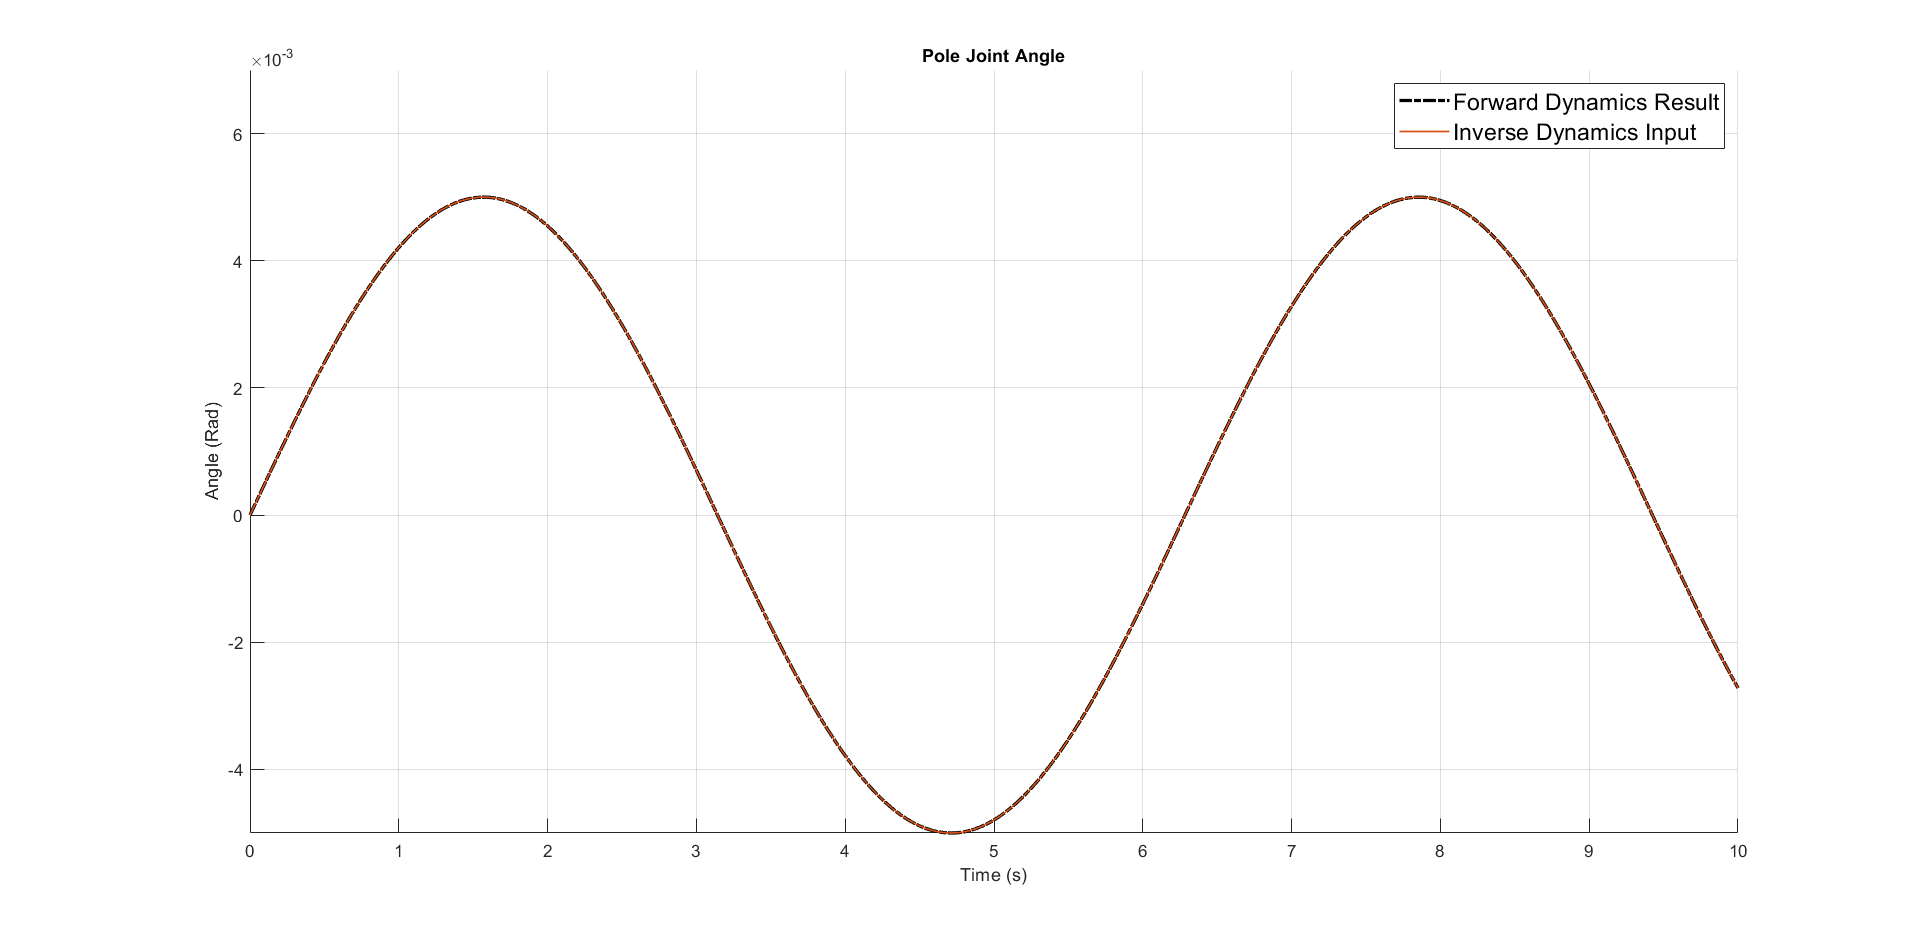 Pole Joint Angle
×10-3
Forward Dynamics Result
Inverse Dynamics Input
6
4
2
0
-2
-4
Angle (Rad)
0 1 2 3 4 5 6 7 8 9 10
Time (s)